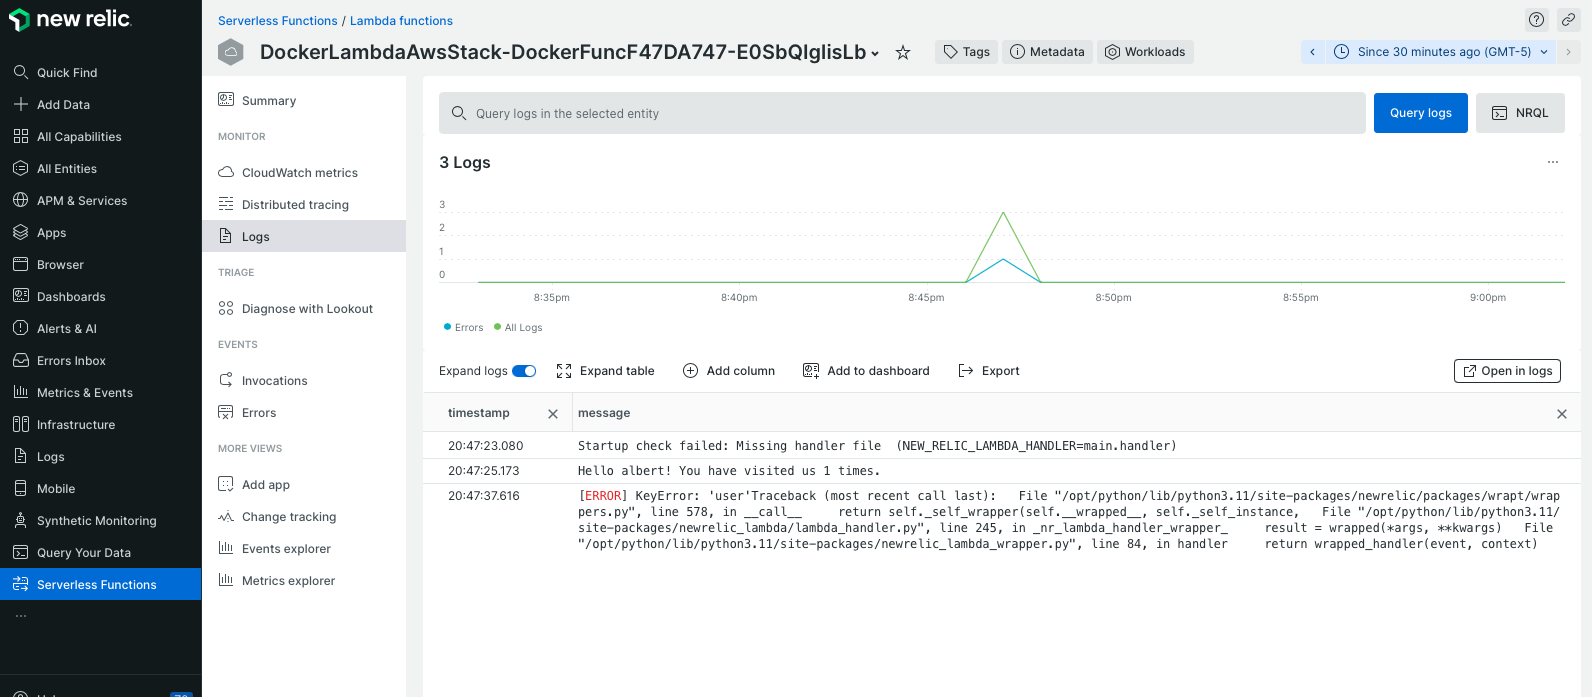 new relic.
Quick Find
Add Data
All Capabilities
All Entities
APM & Services
Apps
Browser
Dashboards
Alerts & AI
Errors Inbox
Metrics & Events
Infrastructure
Logs
Mobile
Synthetic Monitoring
Query Your Data
Serverless Functions
...
Serverless Functions / Lambda functions
DockerLambdaAwsStack-DockerFuncF47DA747-E0SbQIglisLb
Tags
Metadata
Workloads
Since 30 minutes ago (GMT-5)
Summary
MONITOR
CloudWatch metrics
Distributed tracing
Logs
TRIAGE
Diagnose with Lookout
EVENTS
Invocations
Errors
MORE VIEWS
Add app
Change tracking
Events explorer
Metrics explorer
Query logs in the selected entity
Query logs
NRQL
3 Logs
...
3
2
1
0
8:35pm 8:40pm 8:45pm 8:50pm 8:55pm 9:00pm
Errors All Logs
Expand logs
Expand table
Add column
Add to dashboard
Export
Open in logs
timestamp message
20:47:23.080 Startup check failed: Missing handler file (NEW_RELIC_LAMBDA_HANDLER=main.handler)
20:47:25.173 Hello albert! You have visited us 1 times.
20:47:37.616 [ERROR] KeyError: 'user'Traceback (most recent call last): File "/opt/python/lib/python3.11/site-packages/newrelic/packages/wrapt/wrap
pers.py", line 578, in __call__ return self._self_wrapper(self.__wrapped__, self._self_instance, File "/opt/python/lib/python3.11/
site-packages/newrelic_lambda/lambda_handler.py", line 245, in _nr_lambda_handler_wrapper_ result = wrapped(*args, **kwargs) File
"/opt/python/lib/python3.11/site-packages/newrelic_lambda_wrapper.py", line 84, in handler return wrapped_handler(event, context)